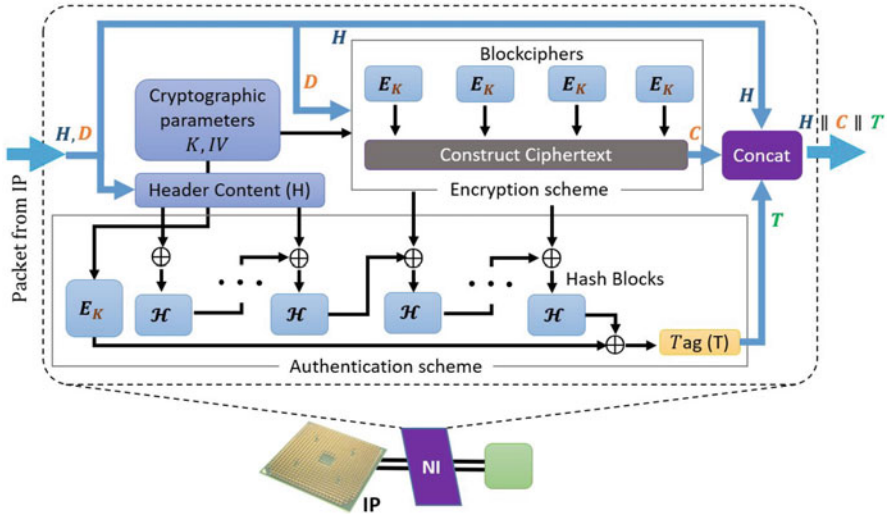 H
Blockciphers
D
E_K E_K E_K E_K
Cryptographic
parameters
K, IV
H
H, D
C
H ∥ C ∥ T
Construct Ciphertext
Concat
Header Content (H)
Encryption scheme
Packet from IP
T
⊕ ... ⊕ ⊕ ... ⊕
Hash Blocks
E_K ℋ ℋ ℋ ℋ
⊕
Tag (T)
Authentication scheme
NI
IP